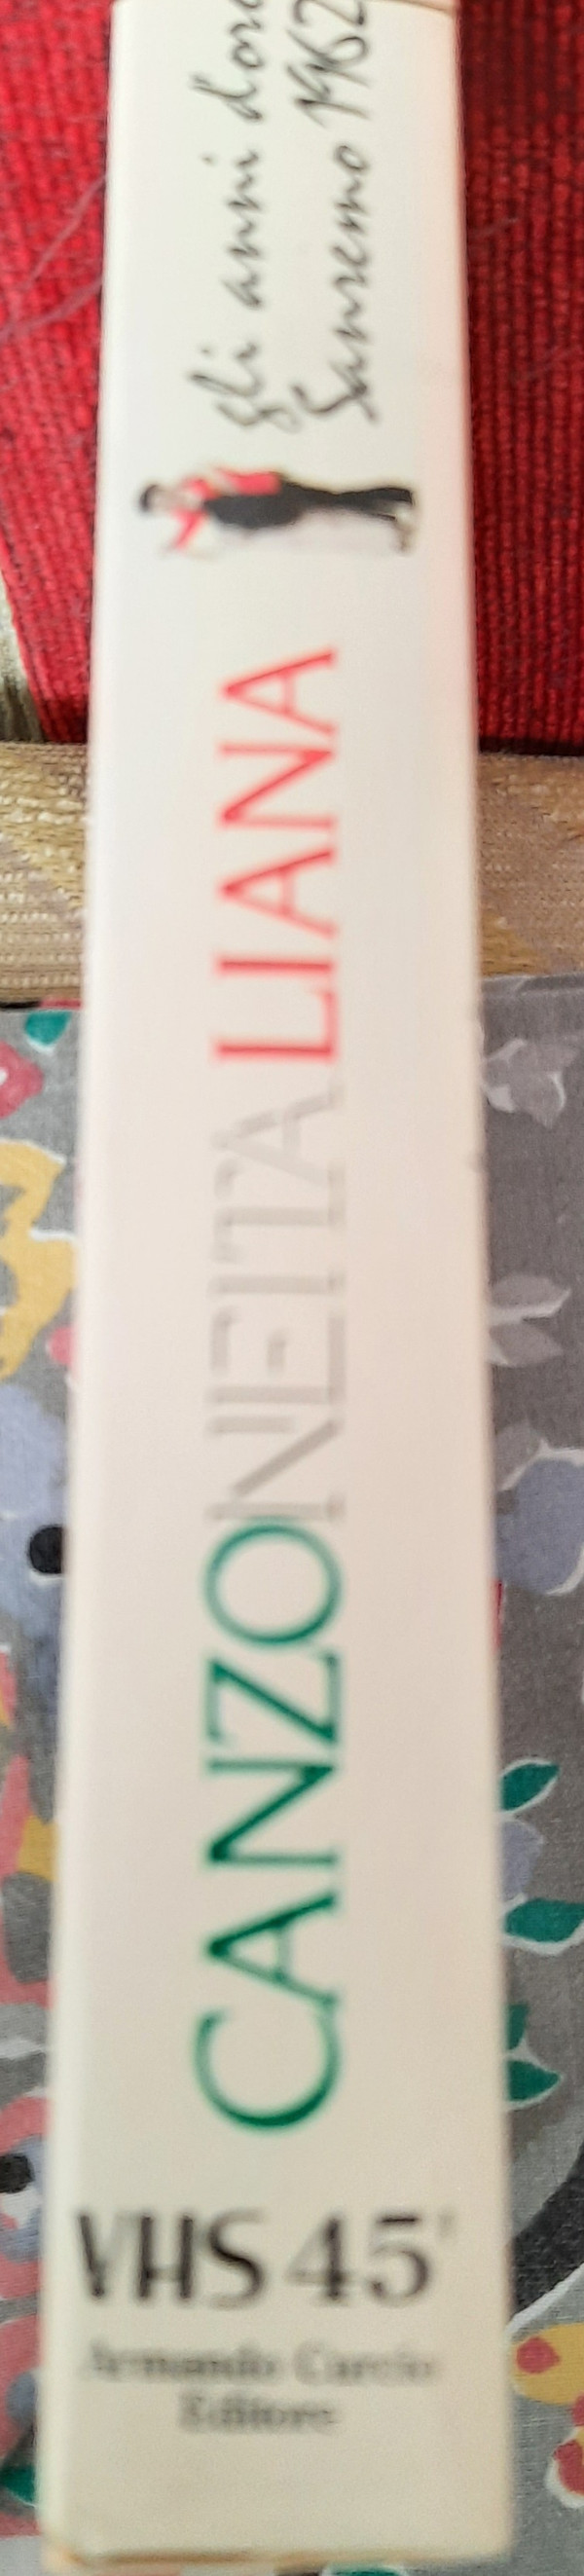 gli anni d'oro
Sanremo 1962
CANZONEITALIANA
VHS 45'
Armando Curcio
Editore